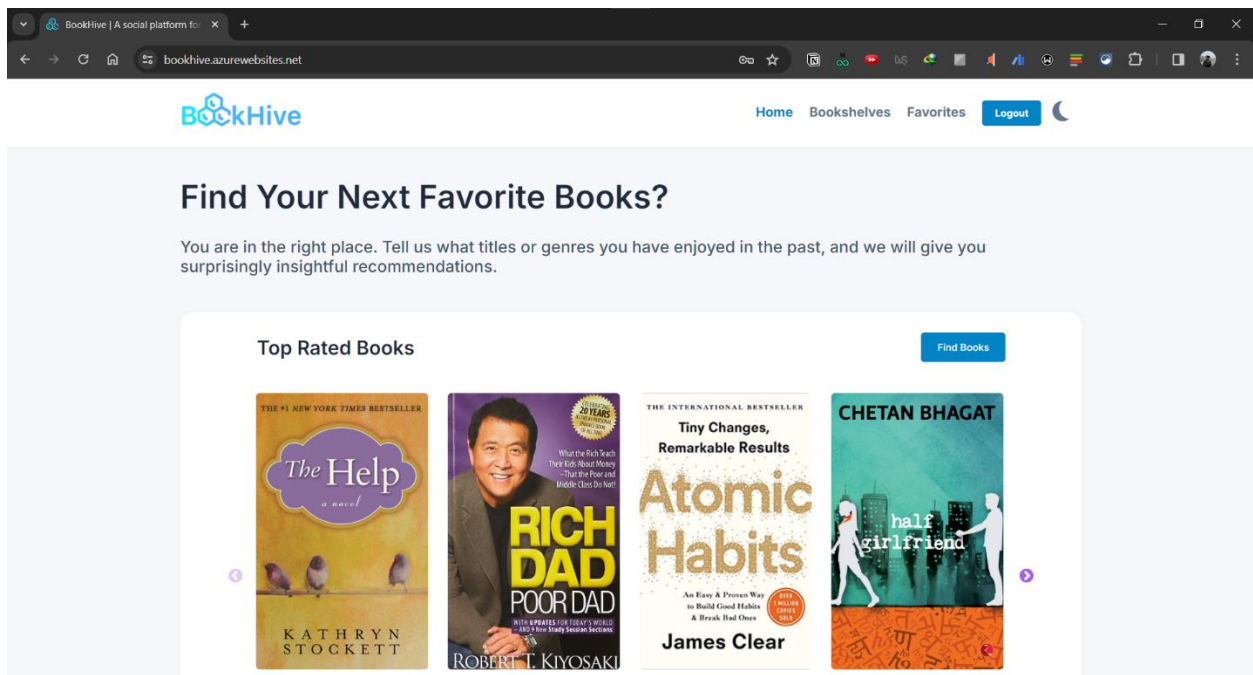 BookHive | A social platform fo
bookhive.azurewebsites.net
BookHive
Home Bookshelves Favorites Logout
Find Your Next Favorite Books?
You are in the right place. Tell us what titles or genres you have enjoyed in the past, and we will give you
surprisingly insightful recommendations.
Top Rated Books
Find Books
THE #1 NEW YORK TIMES BESTSELLER
The Help
a novel
KATHRYN
STOCKETT
20 YEARS
What the Rich Teach
Their Kids About Money
-That the Poor and
Middle Class Do Not!
RICH
DAD
POOR DAD
WITH UPDATES FOR TODAY'S WORLD
- AND 9 New Study Session Sections
ROBERT T. KIYOSAKI
THE INTERNATIONAL BESTSELLER
Tiny Changes,
Remarkable Results
Atomic
Habits
An Easy & Proven Way
to Build Good Habits
& Break Bad Ones
OVER
1 MILLION
COPIES
SOLD
James Clear
CHETAN BHAGAT
half
girlfriend